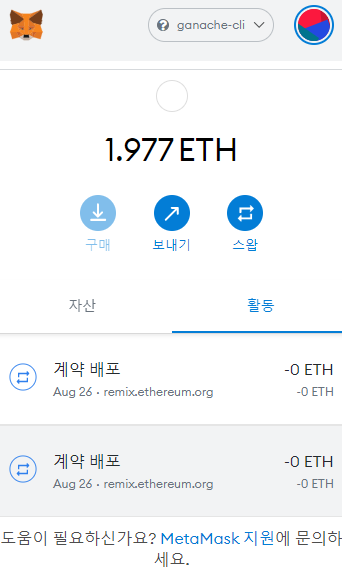 ganache-cli
1.977 ETH
구매 보내기 스왑
자산 활동
계약 배포 -0 ETH
Aug 26 · remix.ethereum.org -0 ETH
계약 배포 -0 ETH
Aug 26 · remix.ethereum.org -0 ETH
도움이 필요하신가요? MetaMask 지원에 문의하
세요.